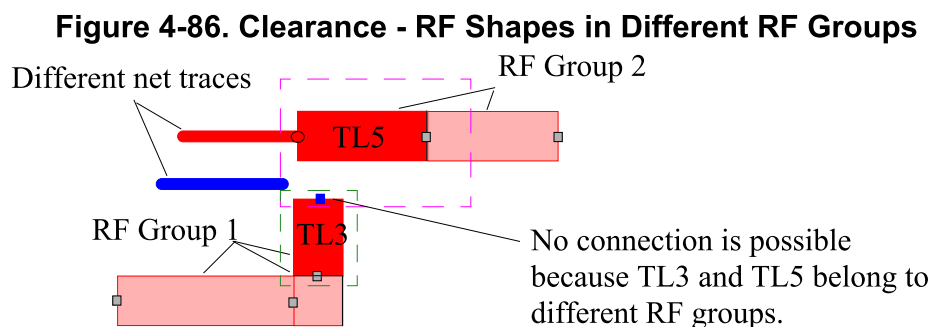 Figure 4-86. Clearance - RF Shapes in Different RF Groups
Different net traces
RF Group 2
TL5
RF Group 1
TL3
No connection is possible
because TL3 and TL5 belong to
different RF groups.